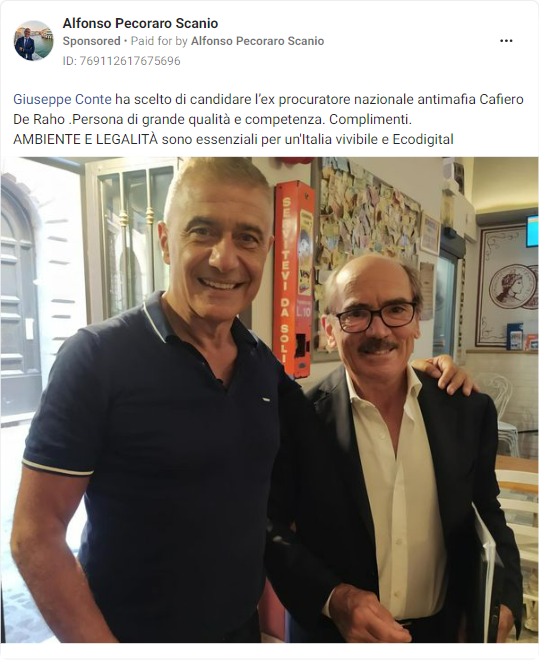 Alfonso Pecoraro Scanio
Sponsored • Paid for by Alfonso Pecoraro Scanio
ID: 769112617675696
Giuseppe Conte ha scelto di candidare l'ex procuratore nazionale antimafia Cafiero
De Raho .Persona di grande qualità e competenza. Complimenti.
AMBIENTE E LEGALITÀ sono essenziali per un'Italia vivibile e Ecodigital
SERVITEVI DA SOLI